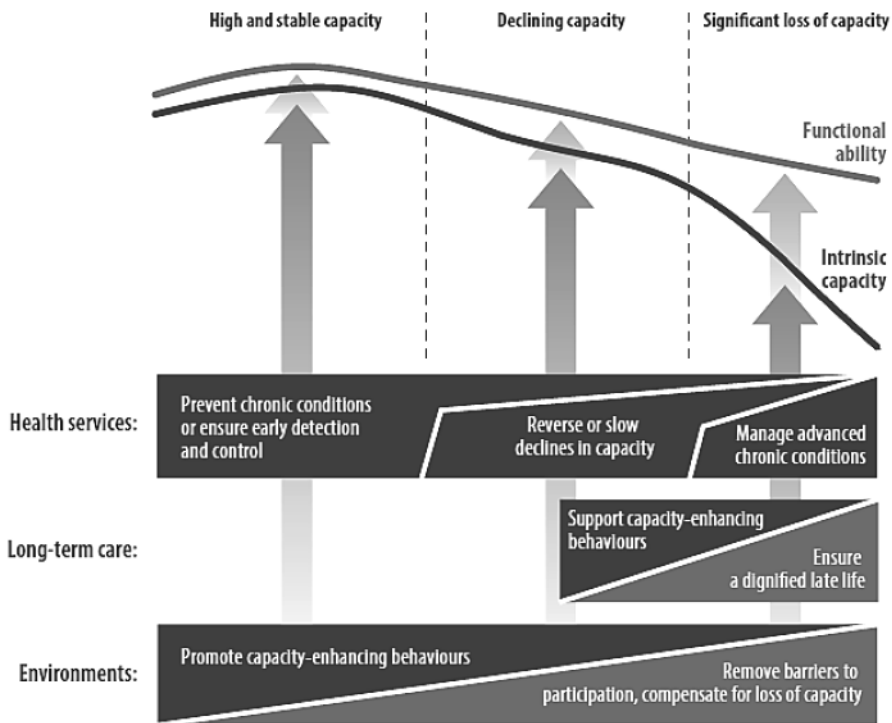 High and stable capacity
Declining capacity
Significant loss of capacity
Functional
ability
Intrinsic
capacity
Health services:
Prevent chronic conditions
or ensure early detection
and control
Reverse or slow
declines in capacity
Manage advanced
chronic conditions
Long-term care:
Support capacity-enhancing
behaviours
Ensure
a dignified late life
Environments:
Promote capacity-enhancing behaviours
Remove barriers to
participation, compensate for loss of capacity